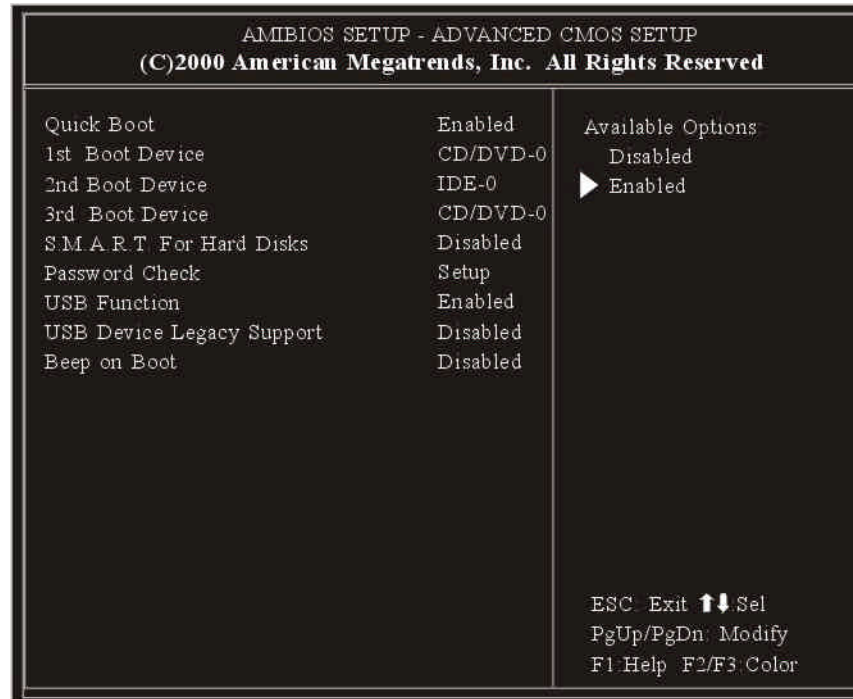 AMIBIOS SETUP - ADVANCED CMOS SETUP
(C)2000 American Megatrends, Inc. All Rights Reserved
Quick Boot Enabled
1st Boot Device CD/DVD-0
2nd Boot Device IDE-0
3rd Boot Device CD/DVD-0
S.M.A.R.T. For Hard Disks Disabled
Password Check Setup
USB Function Enabled
USB Device Legacy Support Disabled
Beep on Boot Disabled
Available Options:
Disabled
▶ Enabled
ESC: Exit ⬆⬇:Sel
PgUp/PgDn: Modify
F1:Help F2/F3:Color